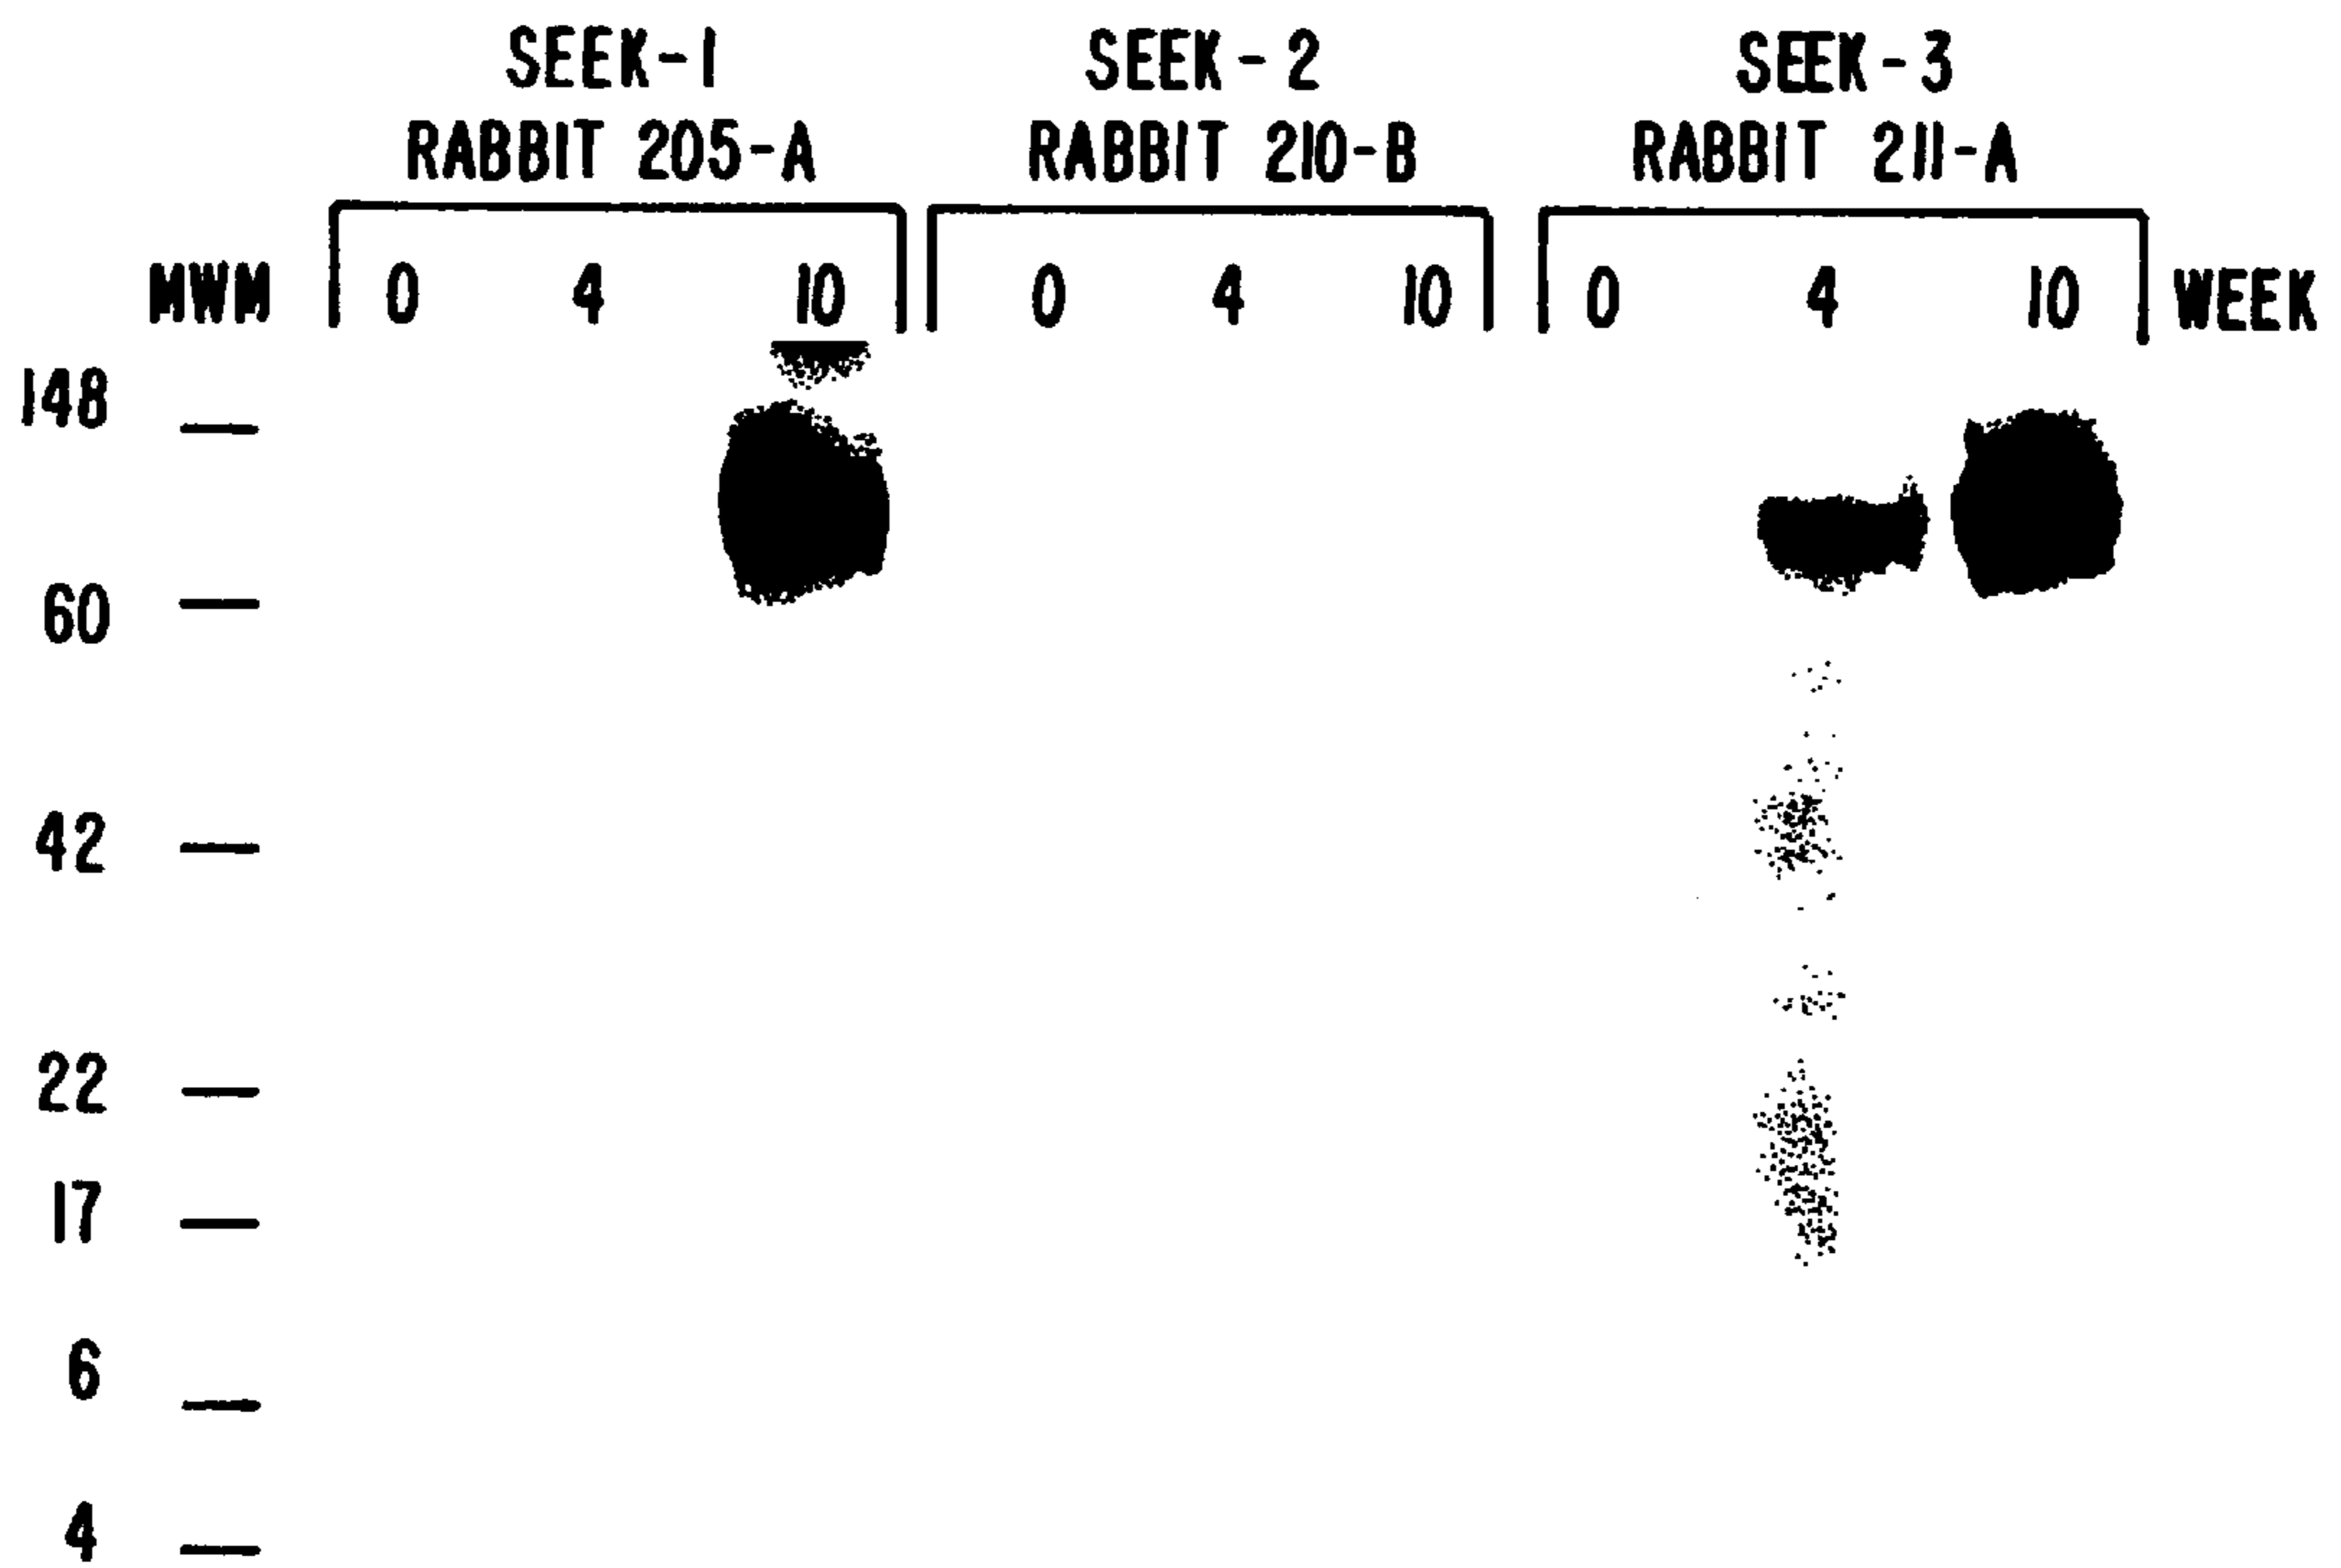 SEEK-1 SEEK-2 SEEK-3
RABBIT 205-A RABBIT 210-B RABBIT 211-A
MWM 0 4 10 0 4 10 0 4 10 WEEK
148
60
42
22
17
6
4